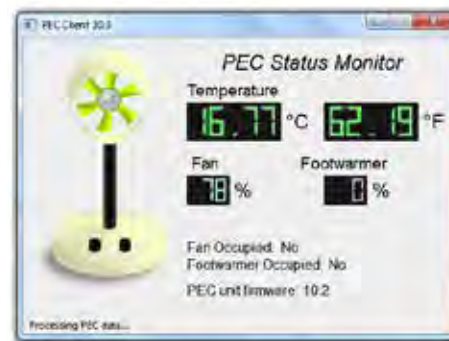 PEC Client 10.3
PEC Status Monitor
Temperature
16.77 °C 62.19 °F
Fan Footwarmer
78 % 0 %
Fan Occupied: No
Footwarmer Occupied: No
PEC unit firmware: 10.2
Processing PEC data...